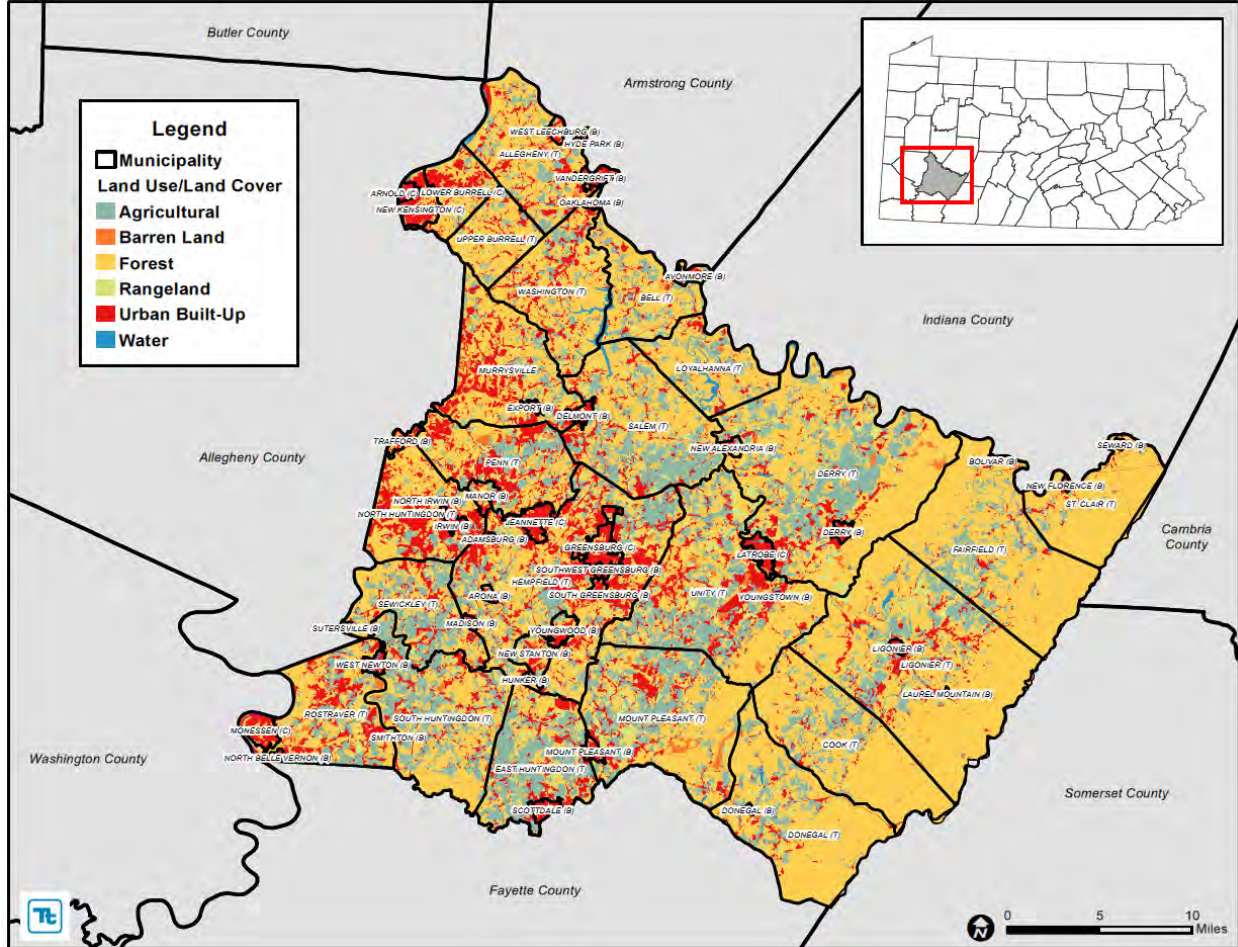 Butler County
Armstrong County
Legend
Municipality
Land Use/Land Cover
Agricultural
Barren Land
Forest
Rangeland
Urban Built-Up
Water
WEST LEECHBURG (B)
HYDE PARK (B)
ALLEGHENY (T)
VANDERGRIFT (B)
ARNOLD (C)
LOWER BURRELL (C)
NEW KENSINGTON (C)
OAKLAHOMA (B)
UPPER BURRELL (T)
AVONMORE (B)
WASHINGTON (T)
BELL (T)
Indiana County
LOYALHANNA (T)
MURRYSVILLE
EXPORT (B)
DELMONT (B)
SALEM (T)
TRAFFORD (B)
NEW ALEXANDRIA (B)
SEWARD (B)
Allegheny County
PENN (T)
BOLIVAR (B)
DERRY (T)
NEW FLORENCE (B)
MANOR (B)
NORTH IRWIN (B)
ST. CLAIR (T)
NORTH HUNTINGDON (T)
IRWIN (B)
JEANNETTE (C)
Cambria
County
ADAMSBURG (B)
DERRY (B)
GREENSBURG (C)
LATROBE (C)
FAIRFIELD (T)
SOUTHWEST GREENSBURG (B)
HEMPFIELD (T)
SOUTH GREENSBURG (B)
UNITY (T)
YOUNGSTOWN (B)
ARONA (B)
SEWICKLEY (T)
MADISON (B)
SUTERSVILLE (B)
YOUNGWOOD (B)
LIGONIER (B)
NEW STANTON (B)
WEST NEWTON (B)
LIGONIER (T)
HUNKER (B)
LAUREL MOUNTAIN (B)
ROSTRAVER (T)
SOUTH HUNTINGDON (T)
MOUNT PLEASANT (T)
MONESSEN (C)
SMITHTON (B)
COOK (T)
Washington County
NORTH BELLE VERNON (B)
MOUNT PLEASANT (B)
EAST HUNTINGDON (T)
Somerset County
SCOTTDALE (B)
DONEGAL (B)
DONEGAL (T)
Fayette County
Tt
N
0 5 10
Miles